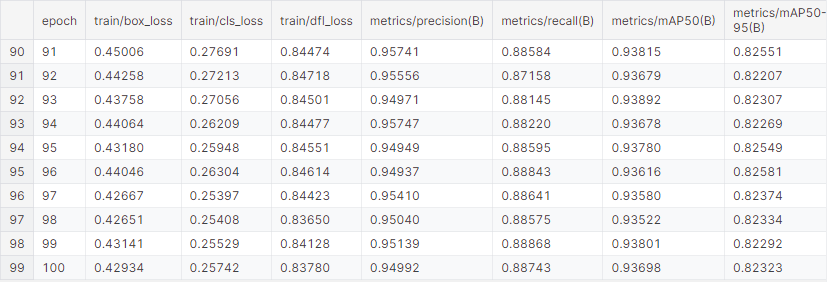 epoch train/box_loss train/cls_loss train/dfl_loss metrics/precision(B) metrics/recall(B) metrics/mAP50(B) metrics/mAP50-95(B)
90 91 0.45006 0.27691 0.84474 0.95741 0.88584 0.93815 0.82551
91 92 0.44258 0.27213 0.84718 0.95556 0.87158 0.93679 0.82207
92 93 0.43758 0.27056 0.84501 0.94971 0.88145 0.93892 0.82307
93 94 0.44064 0.26209 0.84477 0.95747 0.88220 0.93678 0.82269
94 95 0.43180 0.25948 0.84551 0.94949 0.88595 0.93780 0.82549
95 96 0.44046 0.26304 0.84614 0.94937 0.88843 0.93616 0.82581
96 97 0.42667 0.25397 0.84423 0.95410 0.88641 0.93580 0.82374
97 98 0.42651 0.25408 0.83650 0.95040 0.88575 0.93522 0.82334
98 99 0.43141 0.25529 0.84128 0.95139 0.88868 0.93801 0.82292
99 100 0.42934 0.25742 0.83780 0.94992 0.88743 0.93698 0.82323